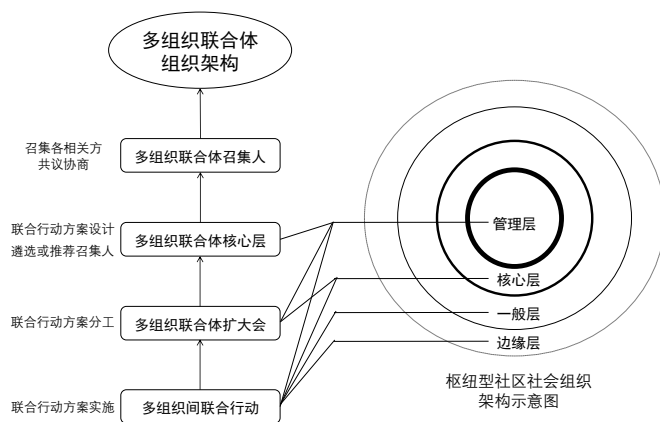 多组织联合体
组织架构
召集各相关方
共议协商
多组织联合体召集人
联合行动方案设计
遴选或推荐召集人
多组织联合体核心层
联合行动方案分工
多组织联合体扩大会
联合行动方案实施
多组织间联合行动
管理层
核心层
一般层
边缘层
枢纽型社区社会组织
架构示意图